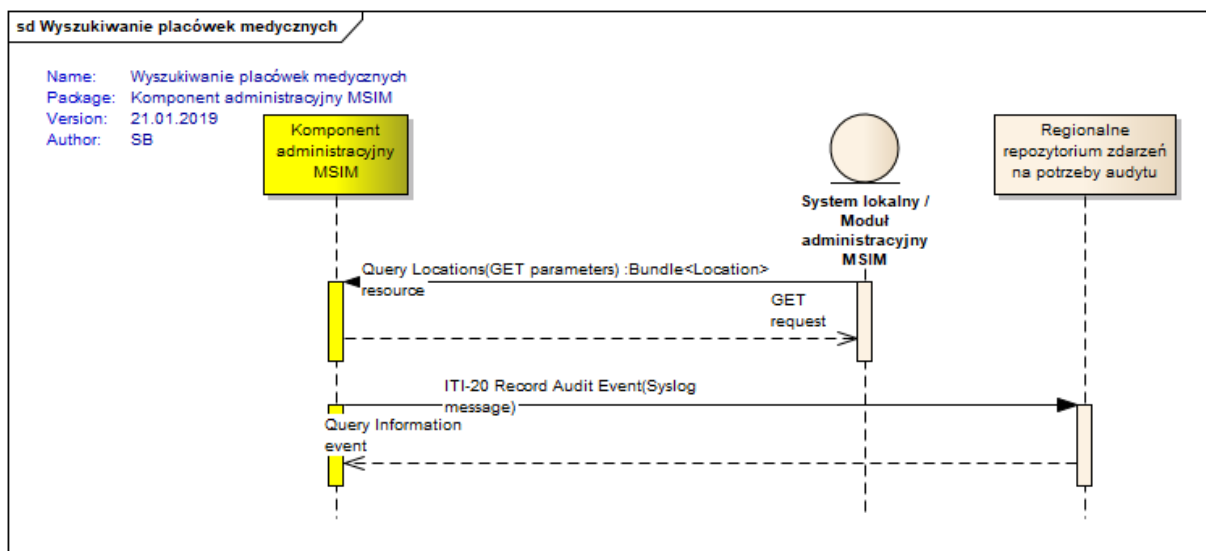 sd Wyszukiwanie placówek medycznych
Name: Wyszukiwanie placówek medycznych
Package: Komponent administracyjny MSIM
Version: 21.01.2019
Author: SB
Komponent
administracyjny
MSIM
System lokalny /
Moduł
administracyjny
MSIM
Regionalne
repozytorium zdarzeń
na potrzeby audytu
Query Locations(GET parameters) :Bundle<Location>
resource
GET
request
ITI-20 Record Audit Event(Syslog
message)
Query Information
event